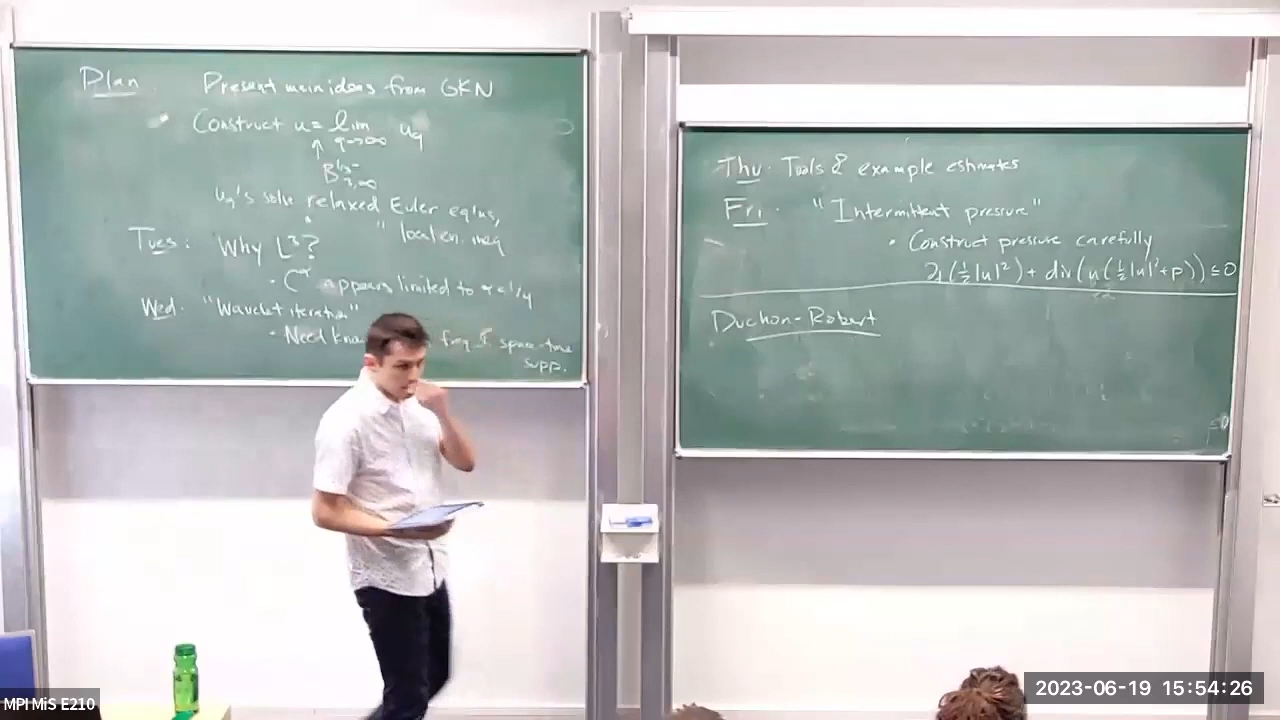 Plan Present main ideas from GKN
• Construct u = lim u_q
q→∞
↑
B^{1/3-}_{3,∞}
u_q's solve relaxed Euler eq'ns,
" local en. ineq
Tues: Why L³?
• C^α appears limited to α<1/4
Wed: "Wavelet iteration"
• Need freq & space-time
supp.
Thu: Tools & example estimates
Fri: "Intermittent pressure"
• Construct pressure carefully
∂_t(½|u|²) + div(u(½|u|²+p)) ≤ 0
Duchon-Robert
MPI MiS E210
2023-06-19 15:54:26